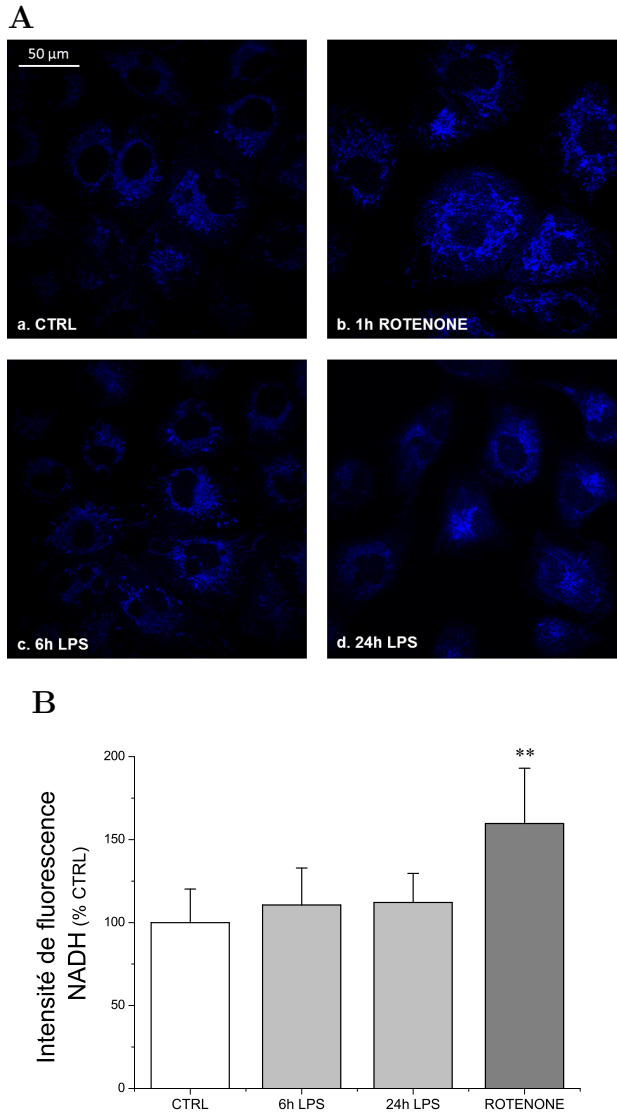 A
50 µm
a. CTRL
b. 1h ROTENONE
c. 6h LPS
d. 24h LPS
B
Intensité de fluorescence
NADH (% CTRL)
200
150
100
50
0
**
CTRL
6h LPS
24h LPS
ROTENONE